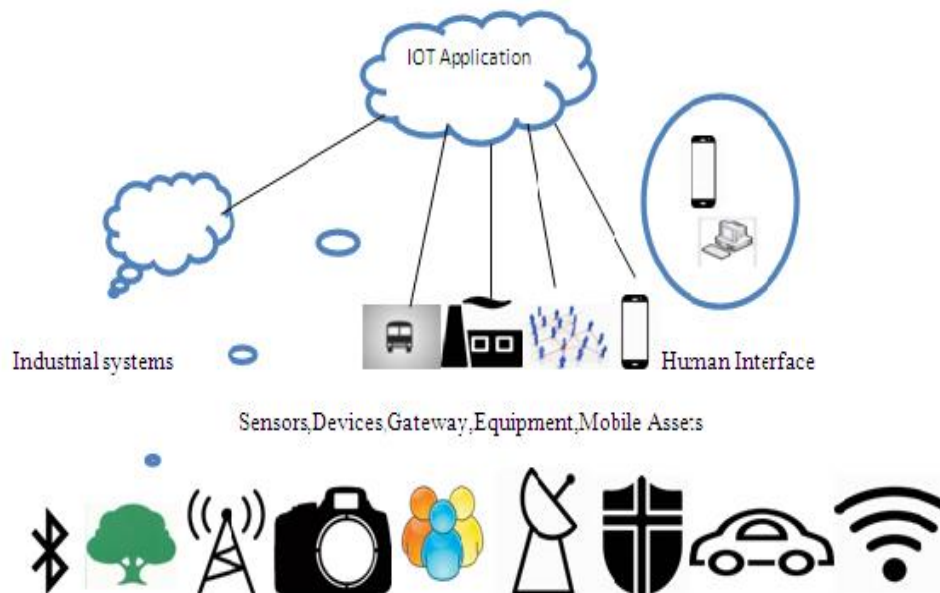 IOT Application
Industrial systems
Human Interface
Sensors,Devices,Gateway,Equipment,Mobile Assets